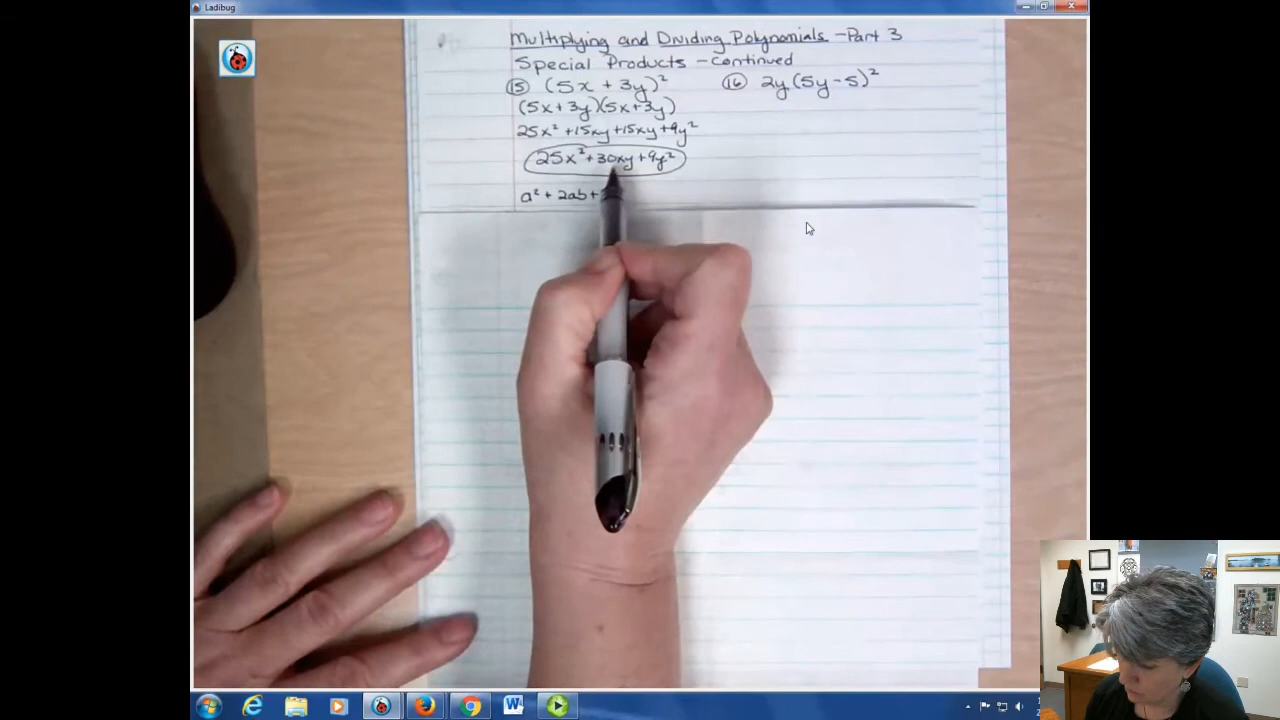 Ladibug
Multiplying and Dividing Polynomials - Part 3
Special Products - continued
⑮ (5x + 3y)² ⑯ 2y(5y - 5)²
(5x + 3y)(5x + 3y)
25x² + 15xy + 15xy + 9y²
25x² + 30xy + 9y²
a² + 2ab +